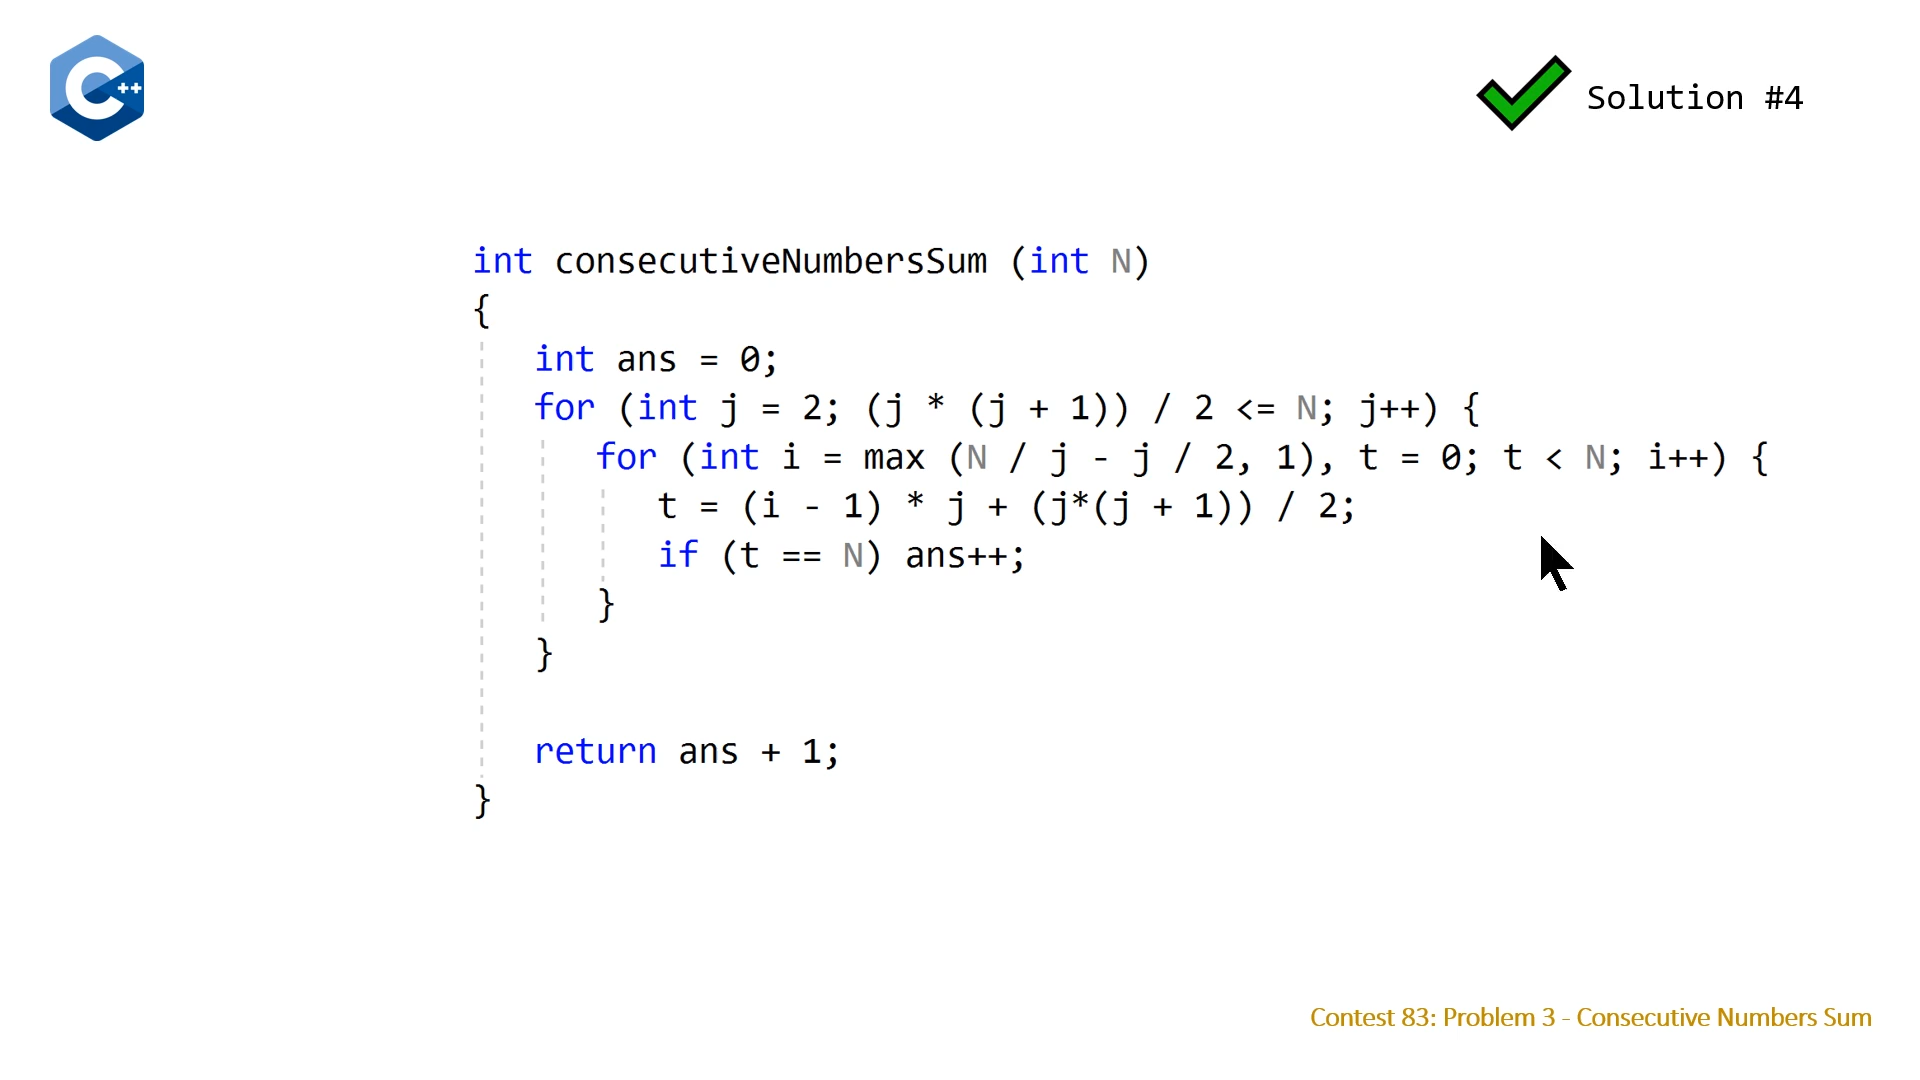 C++
Solution #4
int consecutiveNumbersSum (int N)
{
int ans = 0;
for (int j = 2; (j * (j + 1)) / 2 <= N; j++) {
for (int i = max (N / j - j / 2, 1), t = 0; t < N; i++) {
t = (i - 1) * j + (j*(j + 1)) / 2;
if (t == N) ans++;
}
}
return ans + 1;
}
Contest 83: Problem 3 - Consecutive Numbers Sum